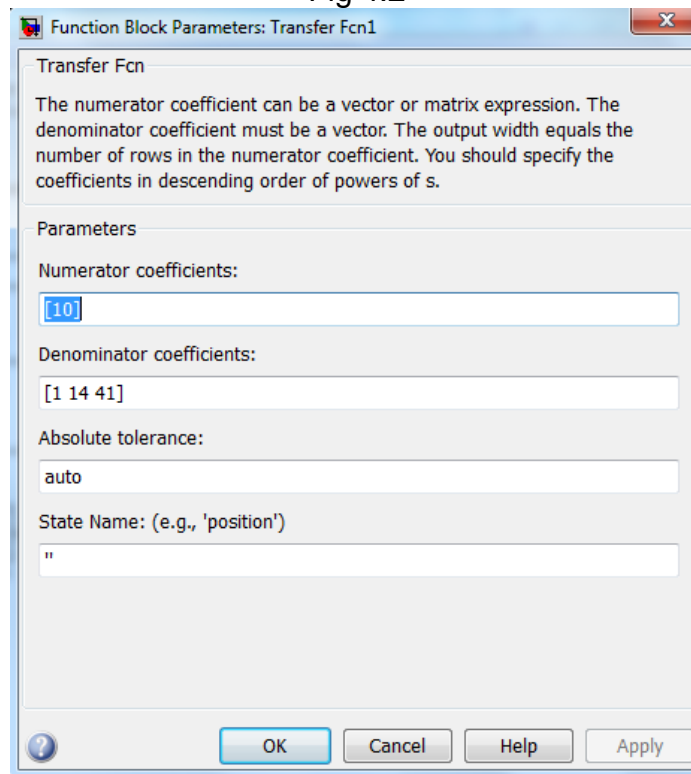 Function Block Parameters: Transfer Fcn1
Transfer Fcn
The numerator coefficient can be a vector or matrix expression. The
denominator coefficient must be a vector. The output width equals the
number of rows in the numerator coefficient. You should specify the
coefficients in descending order of powers of s.
Parameters
Numerator coefficients:
[10]
Denominator coefficients:
[1 14 41]
Absolute tolerance:
auto
State Name: (e.g., 'position')
''
OK Cancel Help Apply